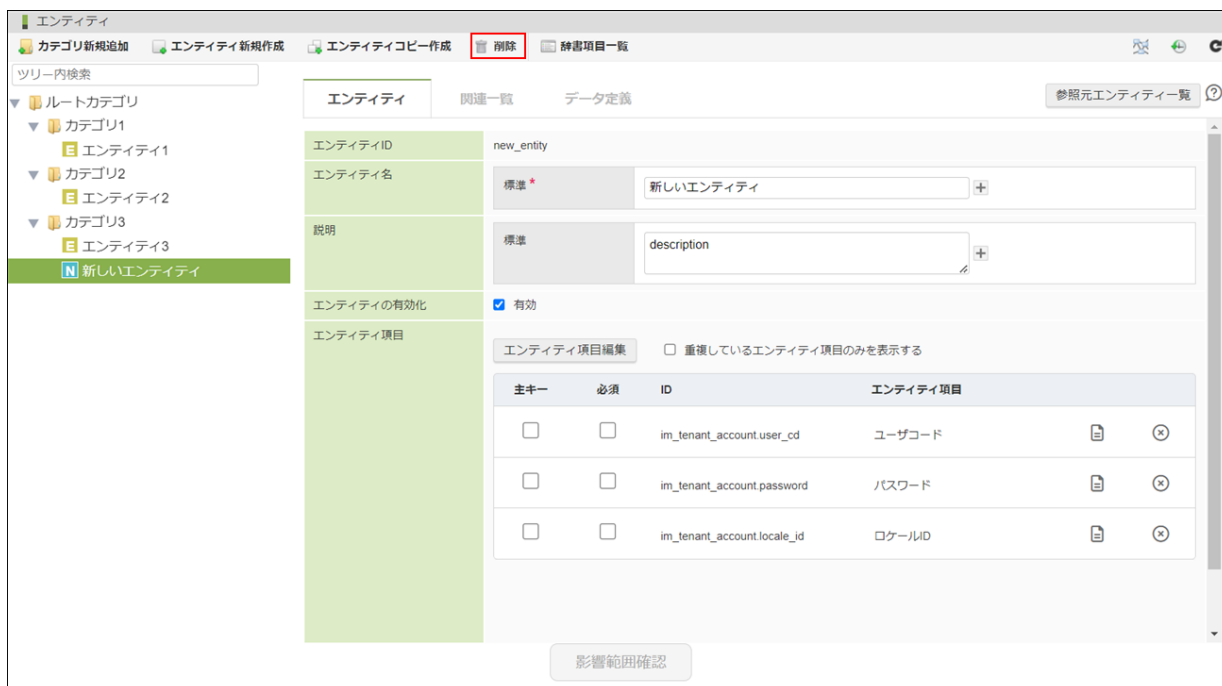 エンティティ
カテゴリ新規追加 エンティティ新規作成 エンティティコピー作成 削除 辞書項目一覧
ツリー内検索
ルートカテゴリ
カテゴリ1
E エンティティ1
カテゴリ2
E エンティティ2
カテゴリ3
E エンティティ3
N 新しいエンティティ
エンティティ 関連一覧 データ定義 参照元エンティティ一覧
エンティティID new_entity
エンティティ名 標準* 新しいエンティティ
説明 標準 description
エンティティの有効化 有効
エンティティ項目
エンティティ項目編集 重複しているエンティティ項目のみを表示する
主キー 必須 ID エンティティ項目
im_tenant_account.user_cd ユーザコード
im_tenant_account.password パスワード
im_tenant_account.locale_id ロケールID
影響範囲確認